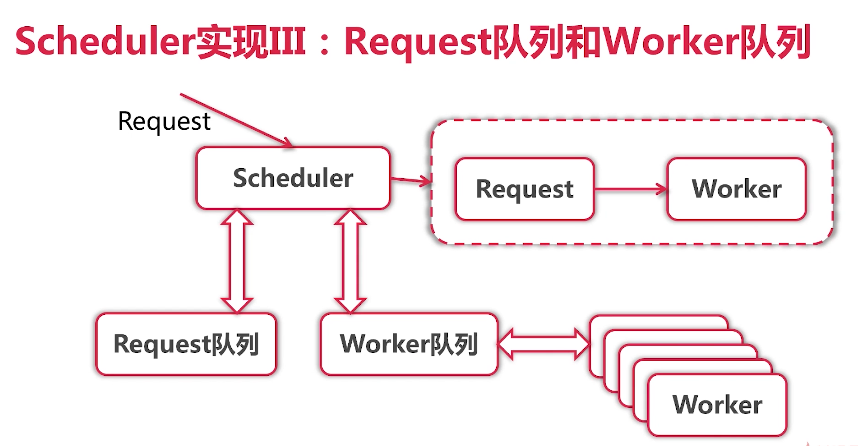 Scheduler实现III：Request队列和Worker队列
Request
Scheduler
Request
Worker
Request队列
Worker队列
Worker